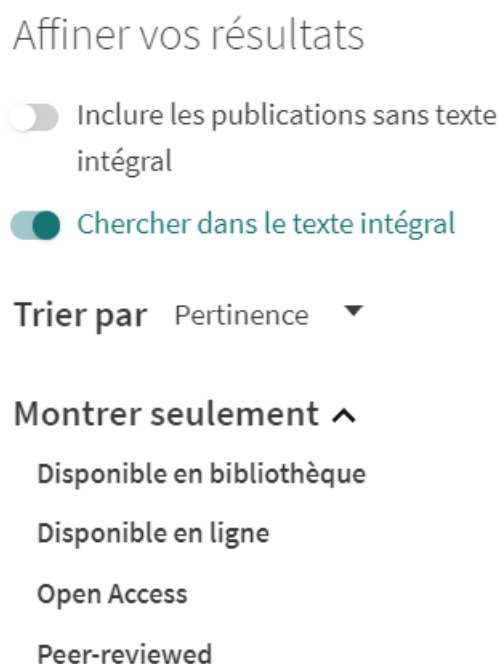 Affiner vos résultats
Inclure les publications sans texte
intégral
Chercher dans le texte intégral
Trier par Pertinence
Montrer seulement
Disponible en bibliothèque
Disponible en ligne
Open Access
Peer-reviewed